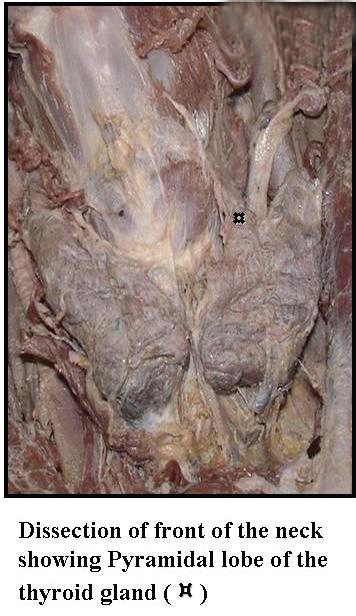 Dissection of front of the neck
showing Pyramidal lobe of the
thyroid gland ( ¤ )